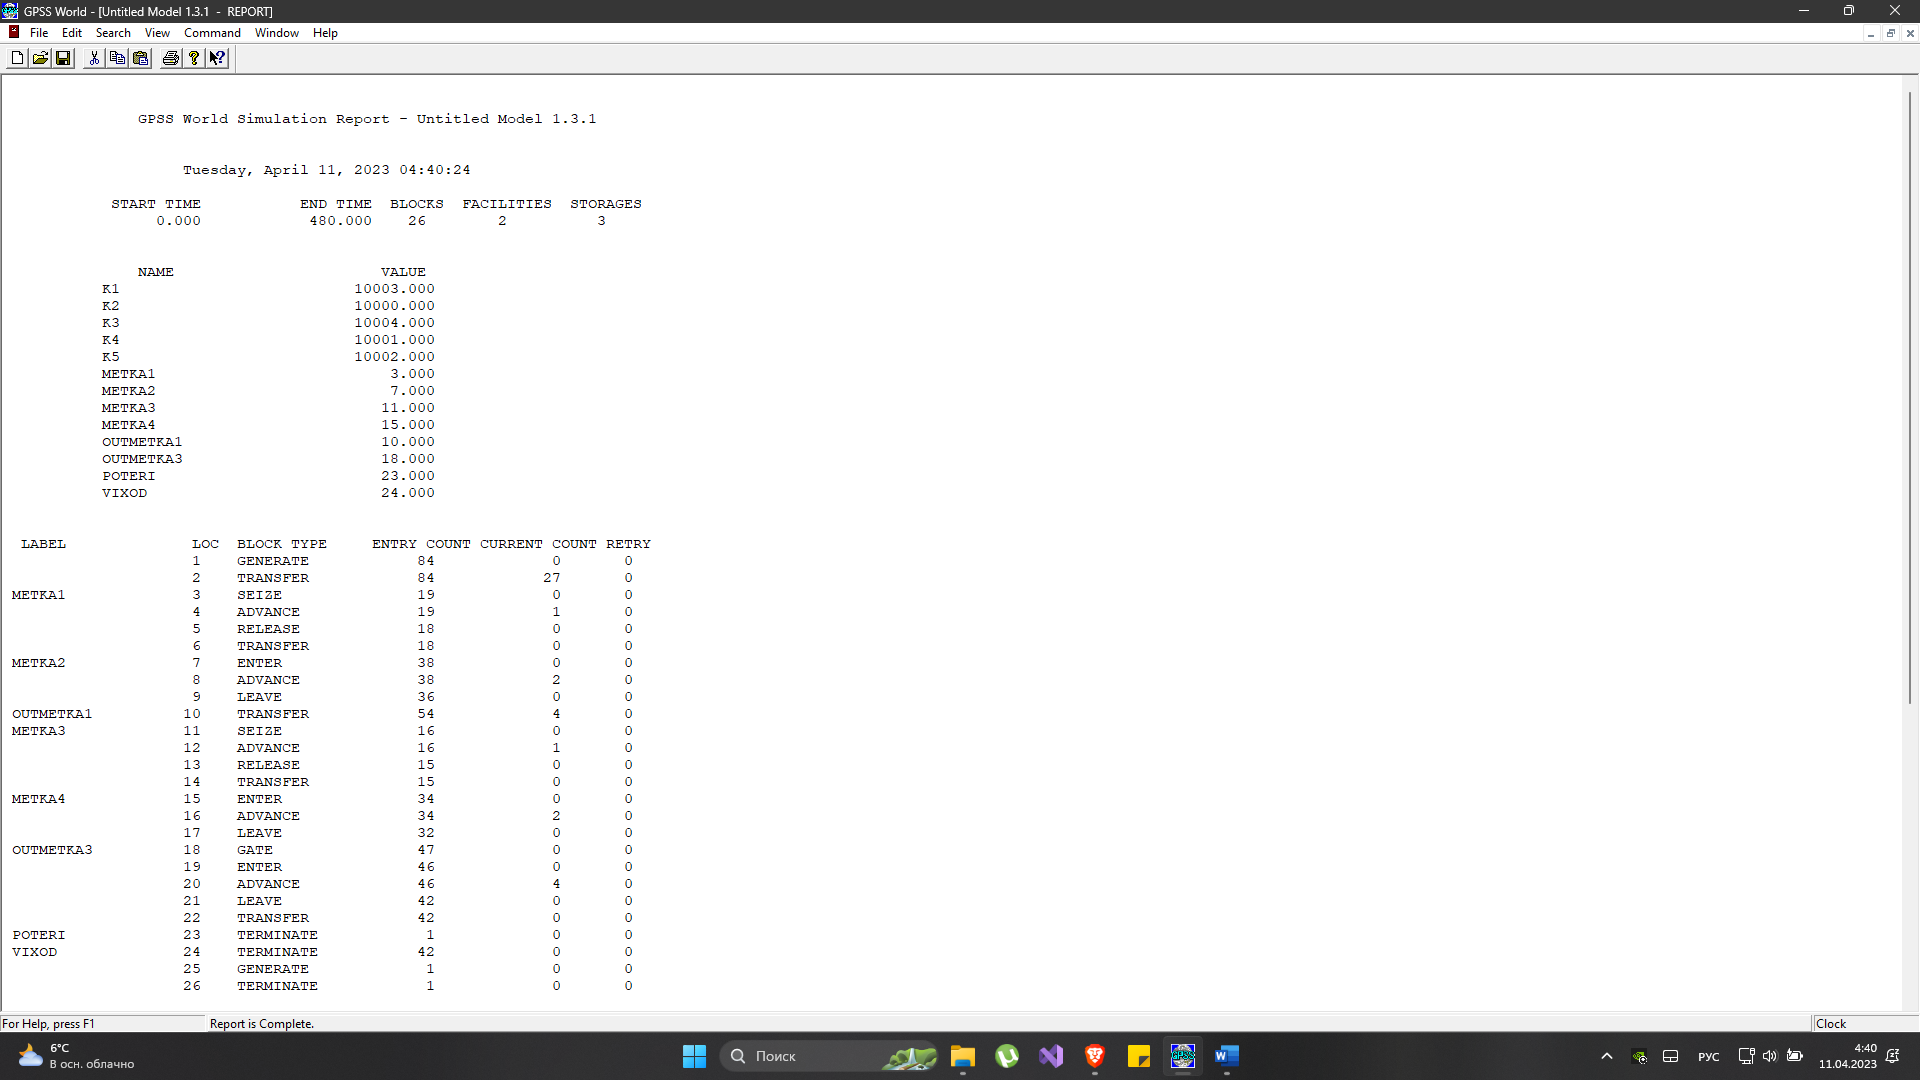 GPSS World - [Untitled Model 1.3.1 - REPORT]
File Edit Search View Command Window Help
GPSS World Simulation Report - Untitled Model 1.3.1
Tuesday, April 11, 2023 04:40:24
START TIME END TIME BLOCKS FACILITIES STORAGES
0.000 480.000 26 2 3
NAME VALUE
K1 10003.000
K2 10000.000
K3 10004.000
K4 10001.000
K5 10002.000
METKA1 3.000
METKA2 7.000
METKA3 11.000
METKA4 15.000
OUTMETKA1 10.000
OUTMETKA3 18.000
POTERI 23.000
VIXOD 24.000
LABEL LOC BLOCK TYPE ENTRY COUNT CURRENT COUNT RETRY
1 GENERATE 84 0 0
2 TRANSFER 84 27 0
METKA1 3 SEIZE 19 0 0
4 ADVANCE 19 1 0
5 RELEASE 18 0 0
6 TRANSFER 18 0 0
METKA2 7 ENTER 38 0 0
8 ADVANCE 38 2 0
9 LEAVE 36 0 0
OUTMETKA1 10 TRANSFER 54 4 0
METKA3 11 SEIZE 16 0 0
12 ADVANCE 16 1 0
13 RELEASE 15 0 0
14 TRANSFER 15 0 0
METKA4 15 ENTER 34 0 0
16 ADVANCE 34 2 0
17 LEAVE 32 0 0
OUTMETKA3 18 GATE 47 0 0
19 ENTER 46 0 0
20 ADVANCE 46 4 0
21 LEAVE 42 0 0
22 TRANSFER 42 0 0
POTERI 23 TERMINATE 1 0 0
VIXOD 24 TERMINATE 42 0 0
25 GENERATE 1 0 0
26 TERMINATE 1 0 0
For Help, press F1 Report is Complete. Clock
6°C
В осн. облачно
Поиск
РУС
4:40
11.04.2023